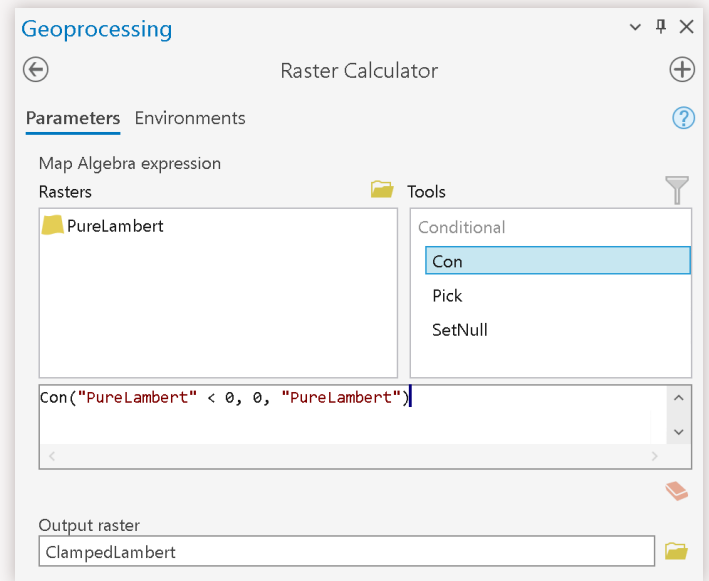 Geoprocessing
Raster Calculator
Parameters Environments
?
Map Algebra expression
Rasters
Tools
PureLambert
Conditional
Con
Pick
SetNull
Con("PureLambert" < 0, 0, "PureLambert")
Output raster
ClampedLambert